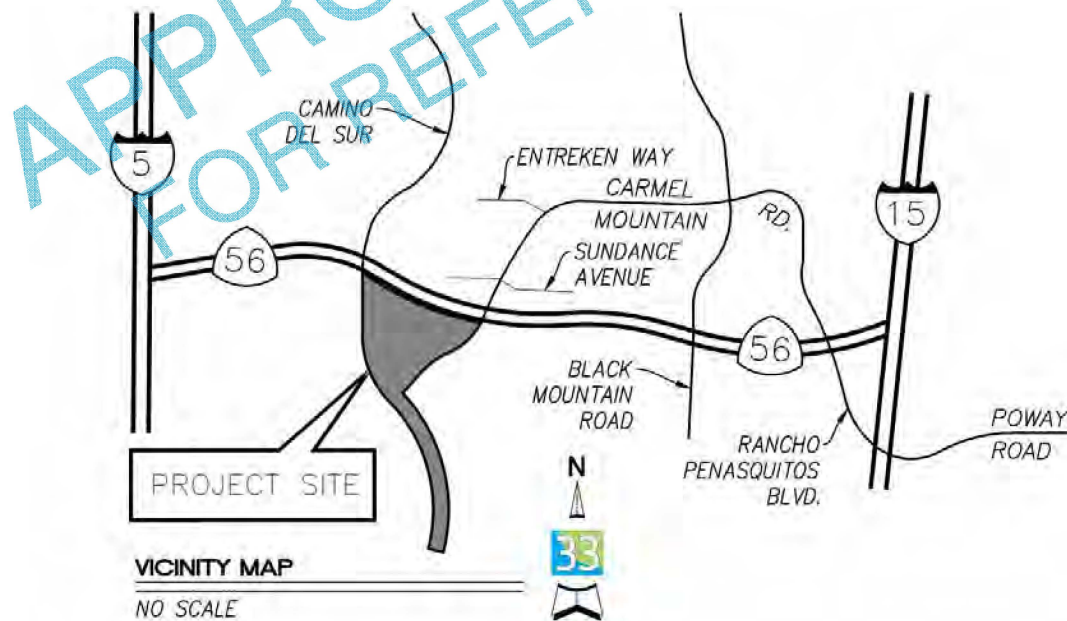 APPRO
FOR REFE
CAMINO
DEL SUR
5
ENTREKEN WAY
CARMEL
MOUNTAIN
RD.
15
56
SUNDANCE
AVENUE
56
BLACK
MOUNTAIN
ROAD
RANCHO
PENASQUITOS
BLVD.
POWAY
ROAD
PROJECT SITE
N
33
VICINITY MAP
NO SCALE